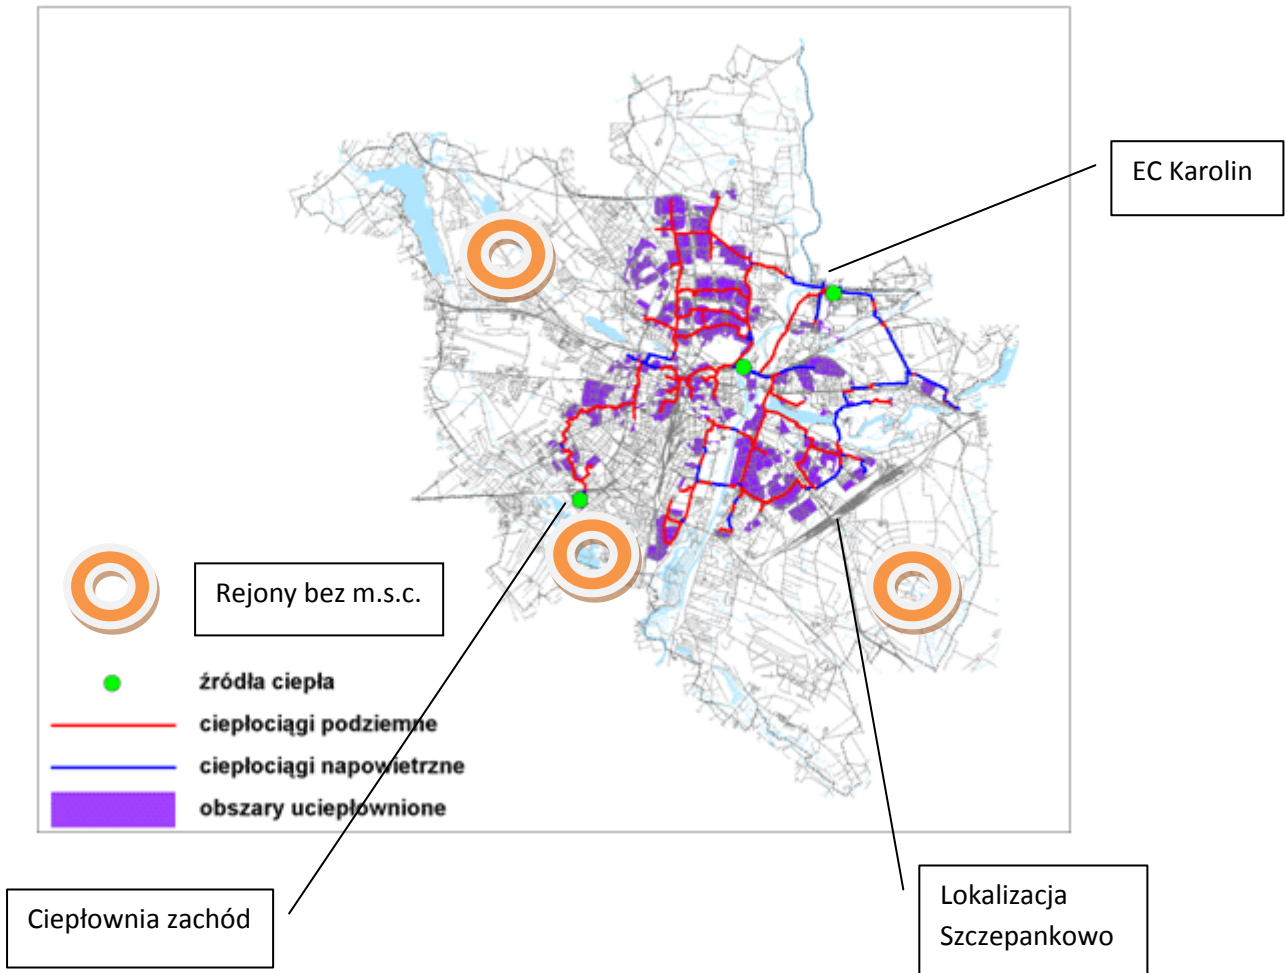 EC Karolin
Rejony bez m.s.c.
źródła ciepła
ciepłociągi podziemne
ciepłociągi napowietrzne
obszary uciepłownione
Ciepłownia zachód
Lokalizacja
Szczepankowo